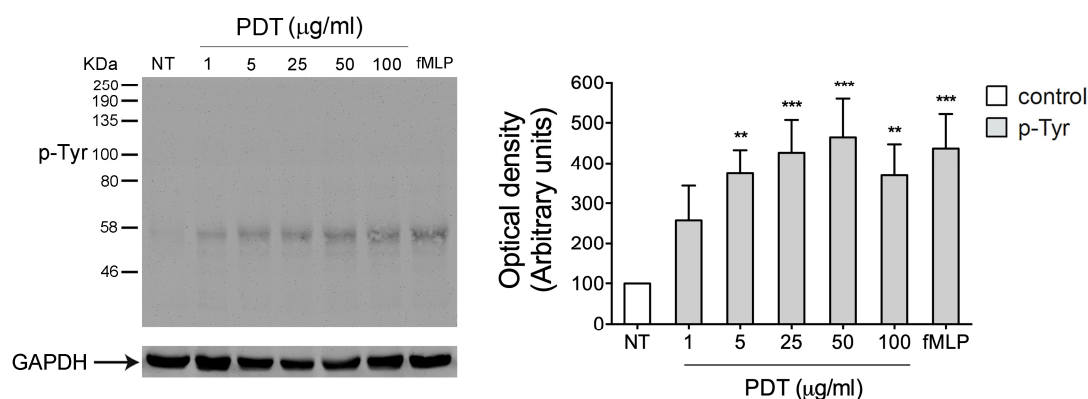 PDT (μg/ml)
KDa NT 1 5 25 50 100 fMLP
250
190
135
p-Tyr 100
80
58
46
GAPDH
Optical density
(Arbitrary units)
600
500
400
300
200
100
0
** *** *** ** ***
control
p-Tyr
NT 1 5 25 50 100 fMLP
PDT (μg/ml)